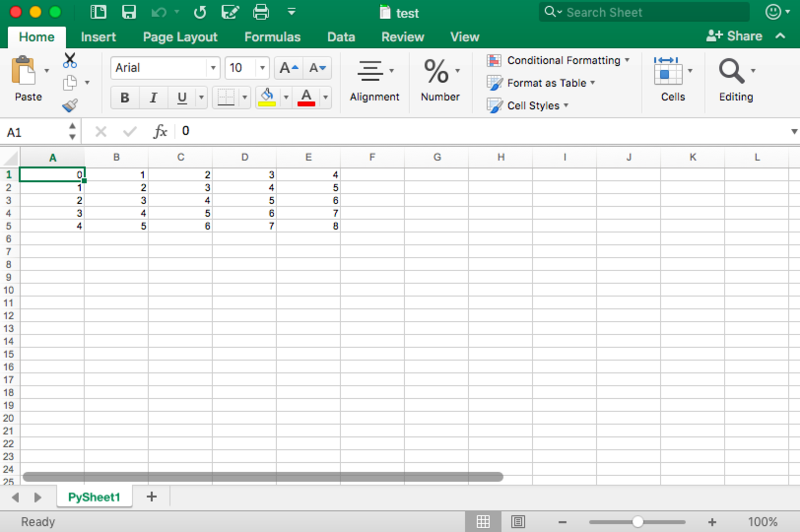 test
Search Sheet
Home Insert Page Layout Formulas Data Review View Share
Paste
Arial 10 A A
B I U A
Alignment
%
Number
Conditional Formatting
Format as Table
Cell Styles
Cells
Editing
A1 fx 0
A B C D E F G H I J K L
1 0 1 2 3 4
2 1 2 3 4 5
3 2 3 4 5 6
4 3 4 5 6 7
5 4 5 6 7 8
6
7
8
9
10
11
12
13
14
15
16
17
18
19
20
21
22
23
24
25
PySheet1 +
Ready 100%